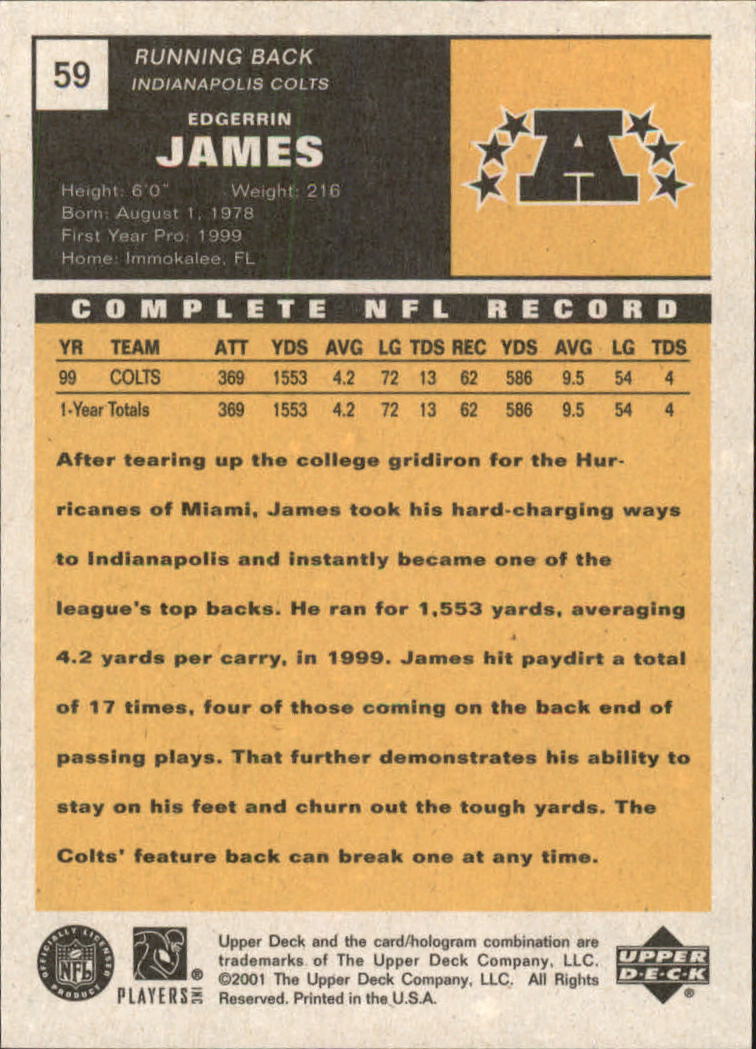 59
RUNNING BACK
INDIANAPOLIS COLTS
EDGERRIN
JAMES
Height: 6'0" Weight: 216
Born: August 1, 1978
First Year Pro: 1999
Home: Immokalee, FL
A
COMPLETE NFL RECORD
YR TEAM ATT YDS AVG LG TDS REC YDS AVG LG TDS
99 COLTS 369 1553 4.2 72 13 62 586 9.5 54 4
1-Year Totals 369 1553 4.2 72 13 62 586 9.5 54 4
After tearing up the college gridiron for the Hur-
ricanes of Miami, James took his hard-charging ways
to Indianapolis and instantly became one of the
league's top backs. He ran for 1,553 yards, averaging
4.2 yards per carry, in 1999. James hit paydirt a total
of 17 times, four of those coming on the back end of
passing plays. That further demonstrates his ability to
stay on his feet and churn out the tough yards. The
Colts' feature back can break one at any time.
OFFICIALLY LICENSED PRODUCT
NFL
PLAYERS INC ®
Upper Deck and the card/hologram combination are
trademarks of The Upper Deck Company, LLC.
©2001 The Upper Deck Company, LLC. All Rights
Reserved. Printed in the U.S.A.
UPPER
D·E·C·K
®